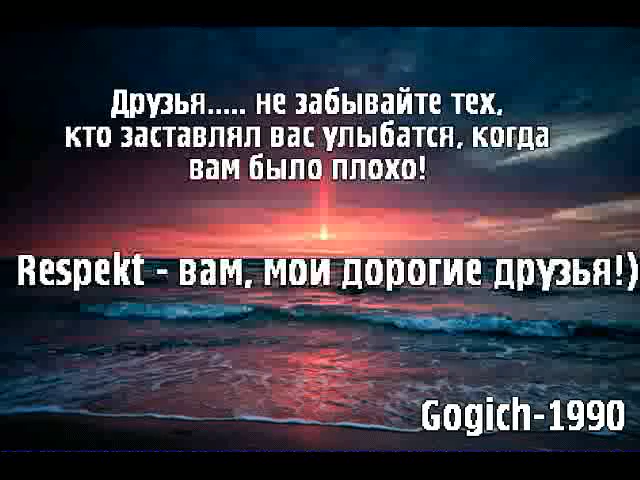 Друзья..... не забывайте тех,
кто заставлял вас улыбатся, когда
вам было плохо!
Respekt - вам, мои дорогие друзья!)
Gogich-1990